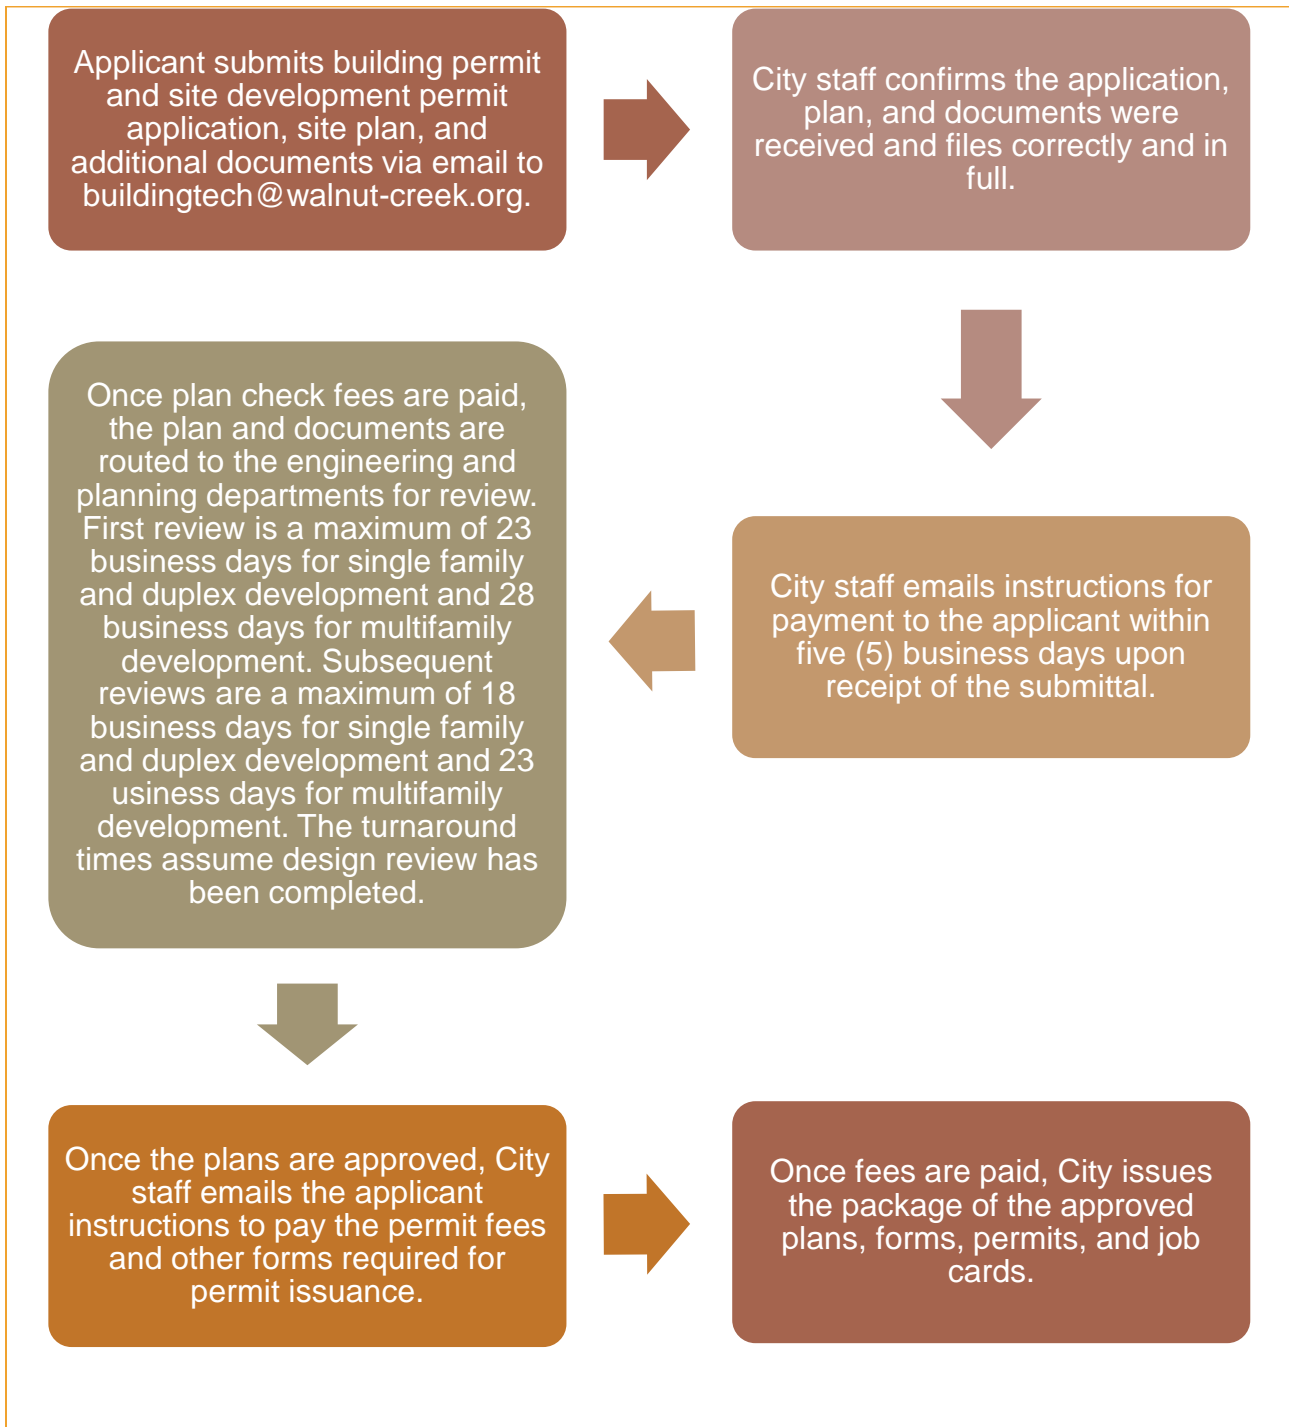 Applicant submits building permit
and site development permit
application, site plan, and
additional documents via email to
buildingtech@walnut-creek.org.
City staff confirms the application,
plan, and documents were
received and files correctly and in
full.
City staff emails instructions for
payment to the applicant within
five (5) business days upon
receipt of the submittal.
Once plan check fees are paid,
the plan and documents are
routed to the engineering and
planning departments for review.
First review is a maximum of 23
business days for single family
and duplex development and 28
business days for multifamily
development. Subsequent
reviews are a maximum of 18
business days for single family
and duplex development and 23
usiness days for multifamily
development. The turnaround
times assume design review has
been completed.
Once the plans are approved, City
staff emails the applicant
instructions to pay the permit fees
and other forms required for
permit issuance.
Once fees are paid, City issues
the package of the approved
plans, forms, permits, and job
cards.